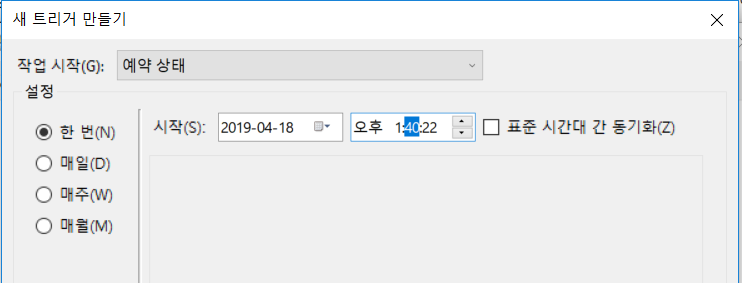 새 트리거 만들기
작업 시작(G): 예약 상태
설정
한 번(N)
시작(S): 2019-04-18 오후 1:40:22 표준 시간대 간 동기화(Z)
매일(D)
매주(W)
매월(M)